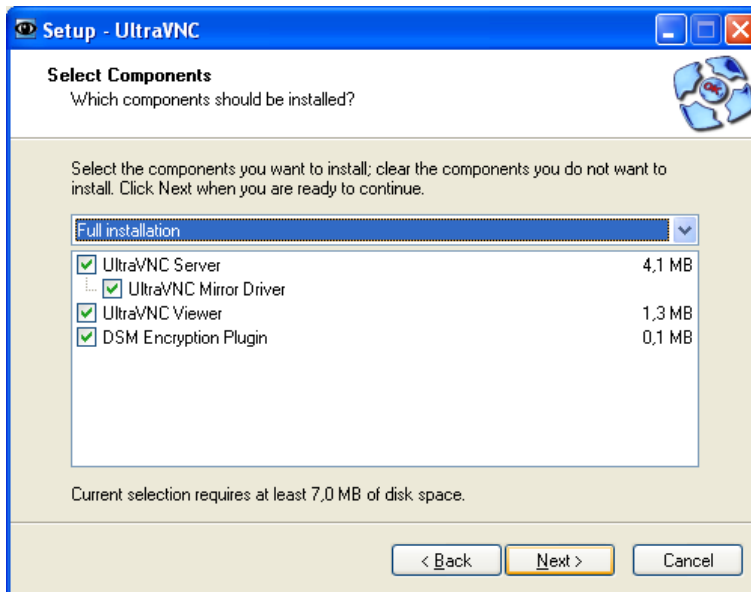 Setup - UltraVNC
Select Components
Which components should be installed?
OK
Select the components you want to install; clear the components you do not want to
install. Click Next when you are ready to continue.
Full installation
UltraVNC Server 4,1 MB
UltraVNC Mirror Driver
UltraVNC Viewer 1,3 MB
DSM Encryption Plugin 0,1 MB
Current selection requires at least 7,0 MB of disk space.
< Back Next > Cancel